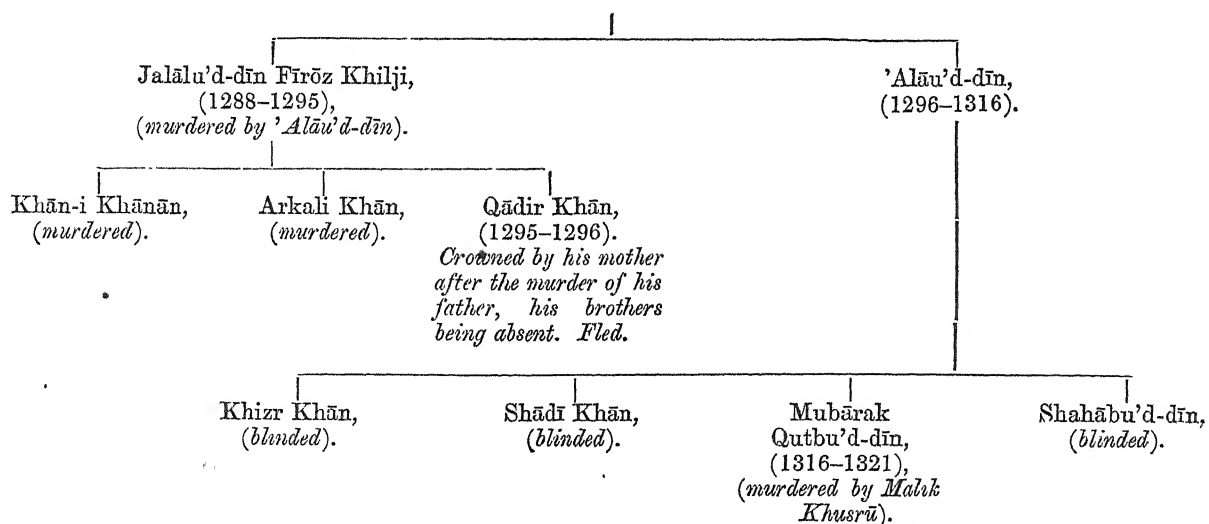 Jalālu'd-dīn Fīrōz Khilji,
(1288–1295),
(murdered by 'Alāu'd-dīn).
'Alāu'd-dīn,
(1296–1316).
Khān-i Khānān,
(murdered).
Arkali Khān,
(murdered).
Qādir Khān,
(1295–1296).
Crowned by his mother
after the murder of his
father, his brothers
being absent. Fled.
Khizr Khān,
(blinded).
Shādī Khān,
(blinded).
Mubārak
Qutbu'd-dīn,
(1316–1321),
(murdered by Malik
Khusrū).
Shahābu'd-dīn,
(blinded).